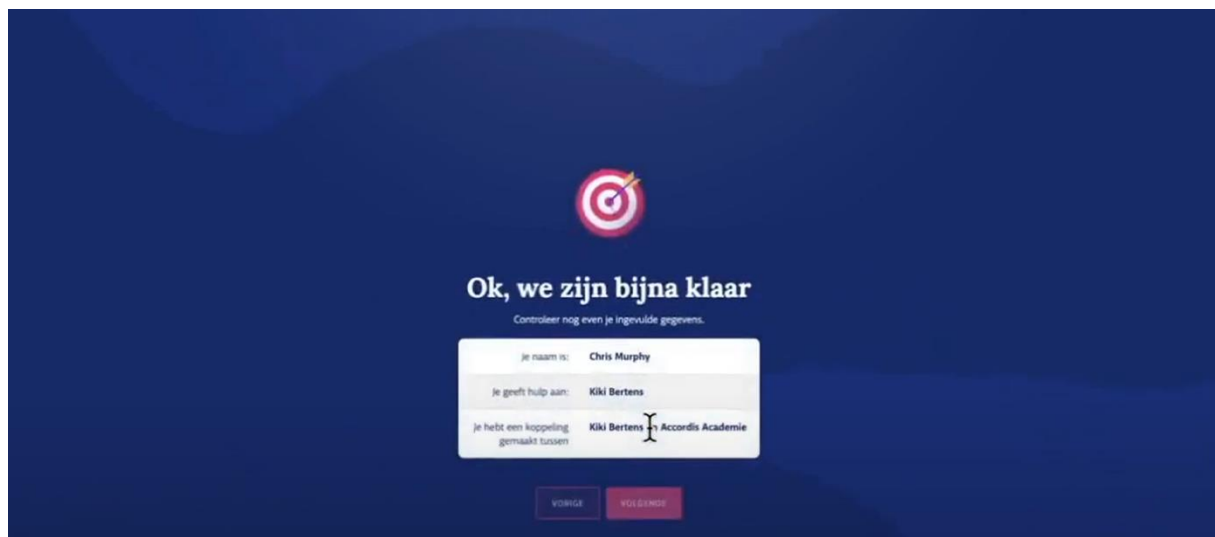 Ok, we zijn bijna klaar
Controleer nog even je ingevulde gegevens.
Je naam is: Chris Murphy
Je geeft hulp aan: Kiki Bertens
Je hebt een koppeling Kiki Bertens Accordis Academie
gemaakt tussen
VORIGE VOLGENDE